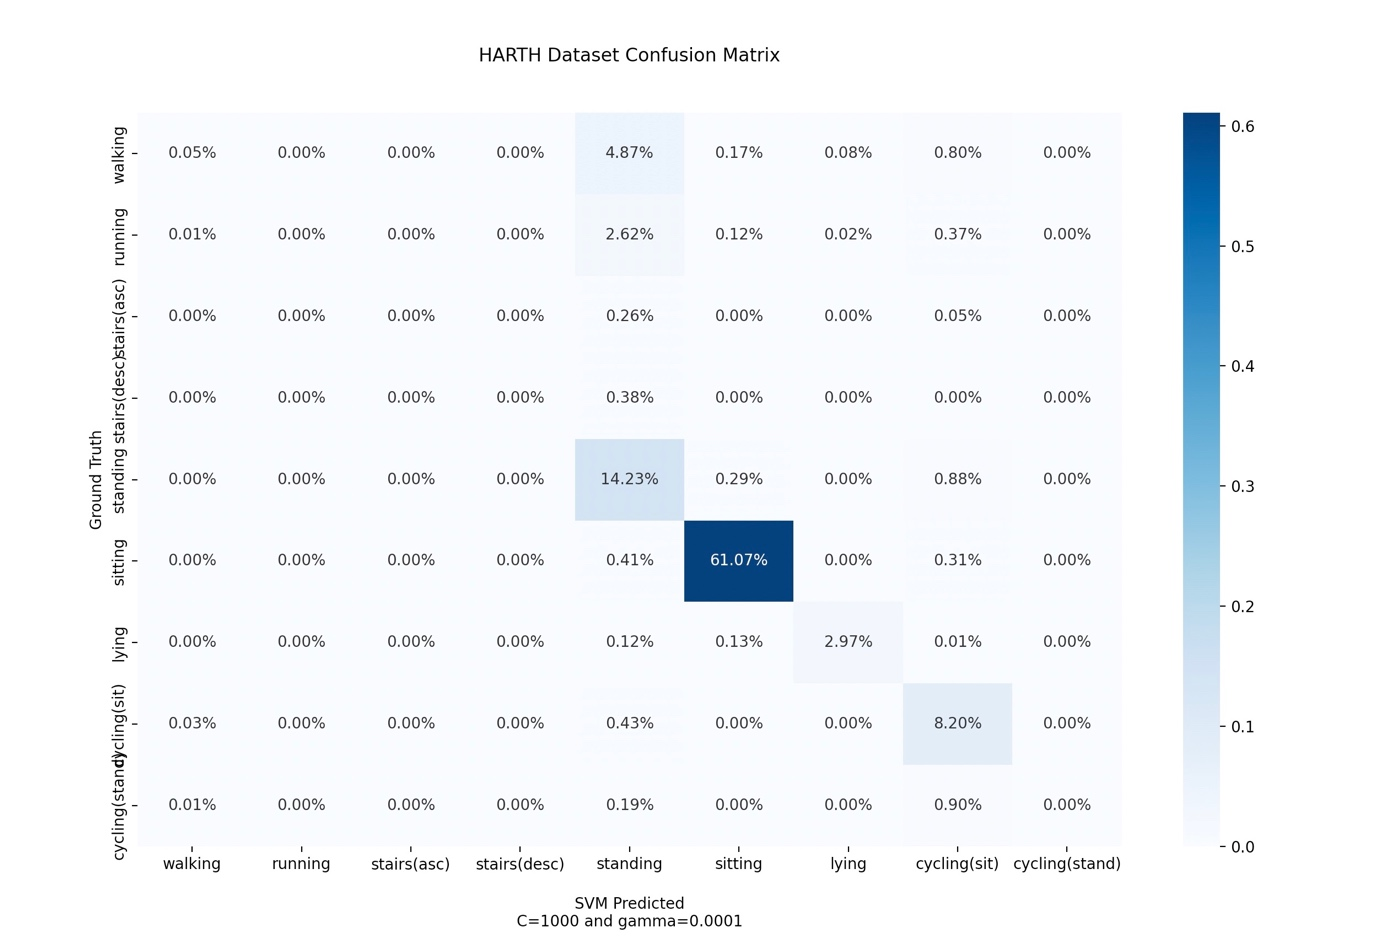 HARTH Dataset Confusion Matrix
walking 0.05% 0.00% 0.00% 0.00% 4.87% 0.17% 0.08% 0.80% 0.00%
running 0.01% 0.00% 0.00% 0.00% 2.62% 0.12% 0.02% 0.37% 0.00%
stairs(asc) 0.00% 0.00% 0.00% 0.00% 0.26% 0.00% 0.00% 0.05% 0.00%
stairs(desc) 0.00% 0.00% 0.00% 0.00% 0.38% 0.00% 0.00% 0.00% 0.00%
standing 0.00% 0.00% 0.00% 0.00% 14.23% 0.29% 0.00% 0.88% 0.00%
sitting 0.00% 0.00% 0.00% 0.00% 0.41% 61.07% 0.00% 0.31% 0.00%
lying 0.00% 0.00% 0.00% 0.00% 0.12% 0.13% 2.97% 0.01% 0.00%
cycling(sit) 0.03% 0.00% 0.00% 0.00% 0.43% 0.00% 0.00% 8.20% 0.00%
cycling(stand) 0.01% 0.00% 0.00% 0.00% 0.19% 0.00% 0.00% 0.90% 0.00%
Ground Truth
walking running stairs(asc) stairs(desc) standing sitting lying cycling(sit) cycling(stand)
SVM Predicted
C=1000 and gamma=0.0001
0.6
0.5
0.4
0.3
0.2
0.1
0.0